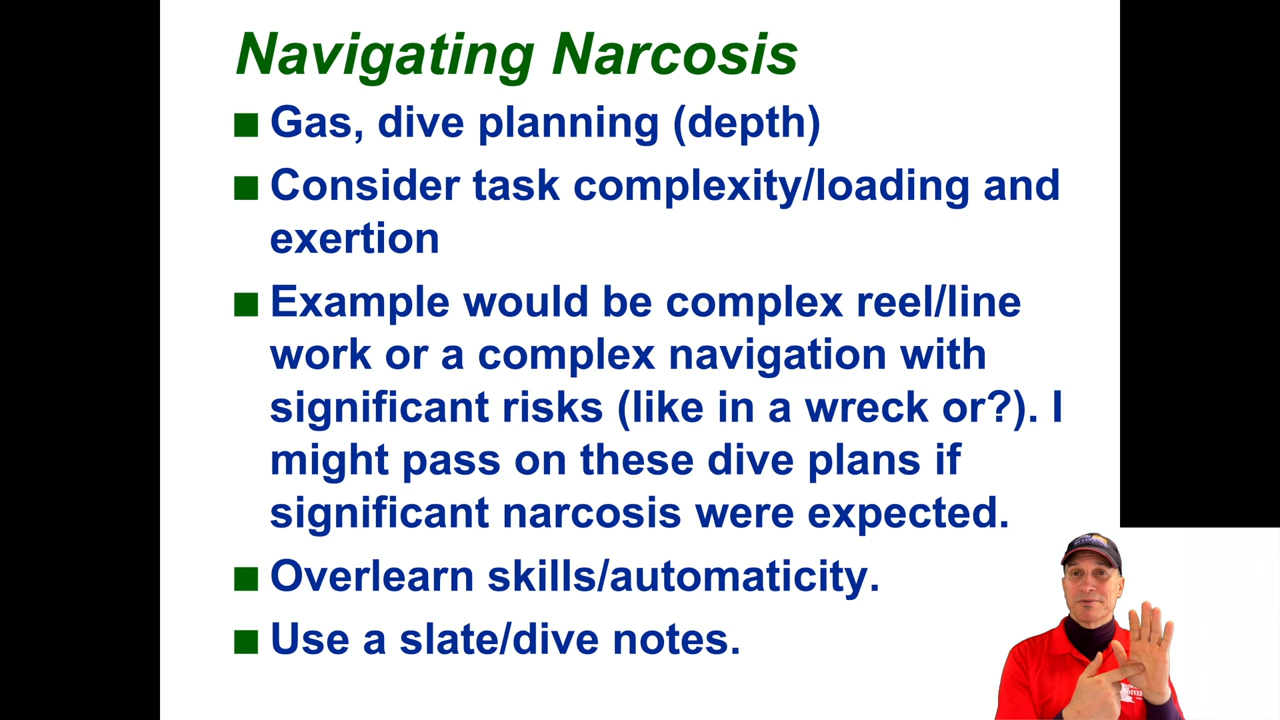 Navigating Narcosis
Gas, dive planning (depth)
Consider task complexity/loading and
exertion
Example would be complex reel/line
work or a complex navigation with
significant risks (like in a wreck or?). I
might pass on these dive plans if
significant narcosis were expected.
Overlearn skills/automaticity.
Use a slate/dive notes.